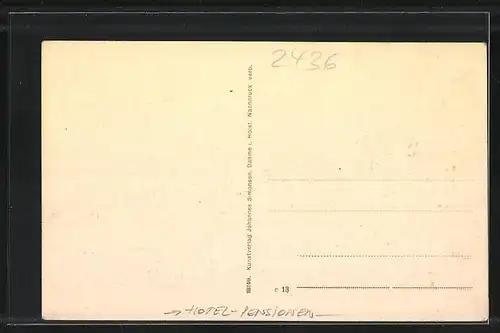 2436
Kunstverlag Johannes Simonsen, Dahme i. Holst. Nachdruck verb.
c 13
→ HOTEL-PENSIONEN